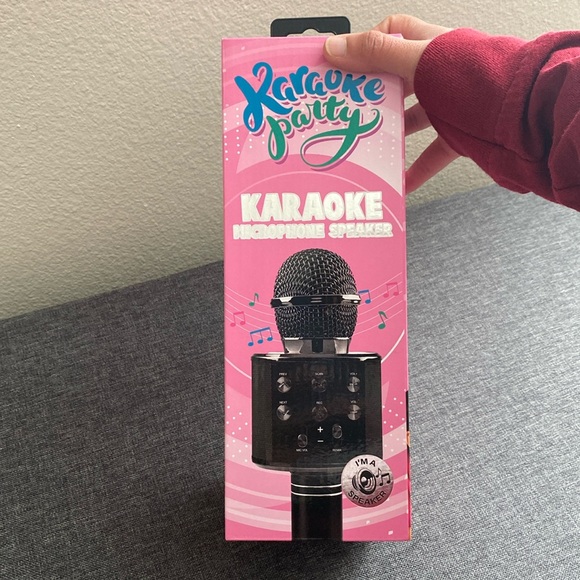 Karaoke
party
KARAOKE
MICROPHONE SPEAKER
I'M A
SPEAKER